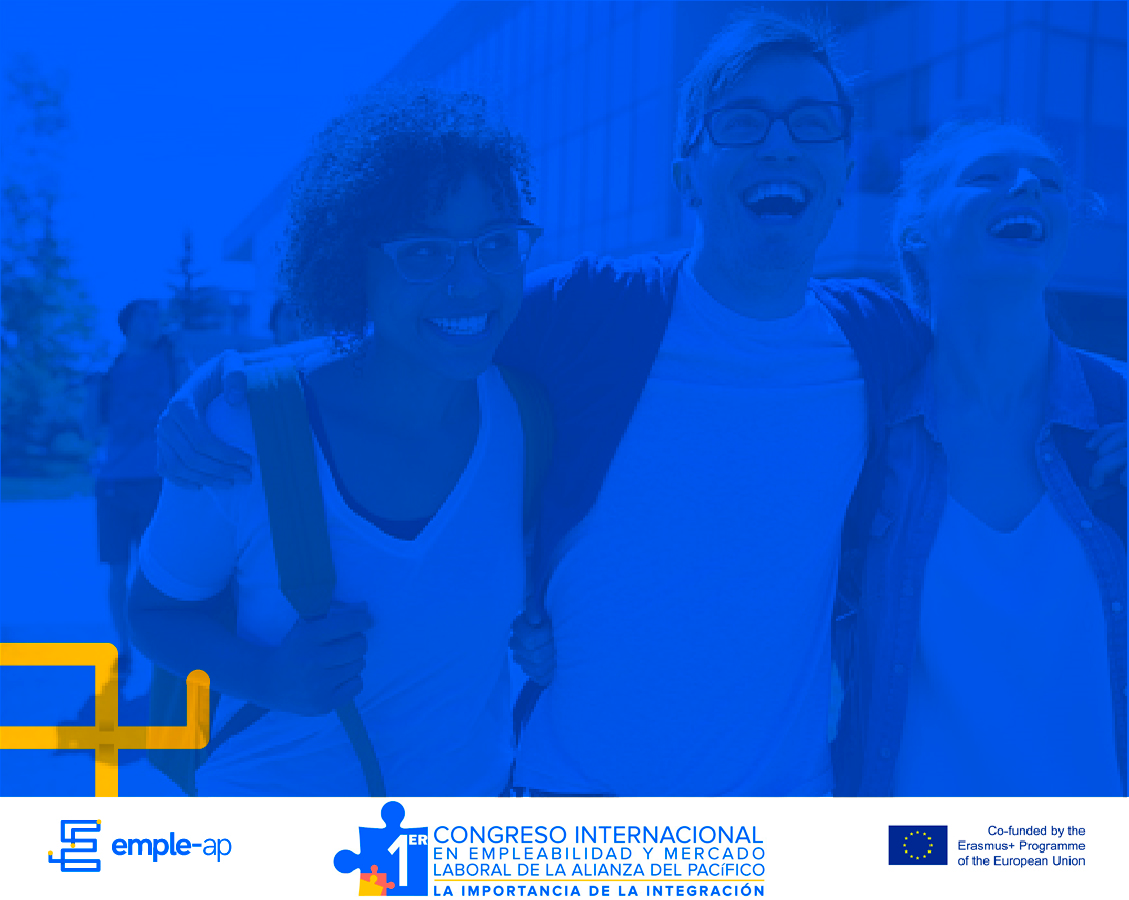 emple-ap
1ER
CONGRESO INTERNACIONAL
EN EMPLEABILIDAD Y MERCADO
LABORAL DE LA ALIANZA DEL PACÍFICO
LA IMPORTANCIA DE LA INTEGRACIÓN
Co-funded by the
Erasmus+ Programme
of the European Union